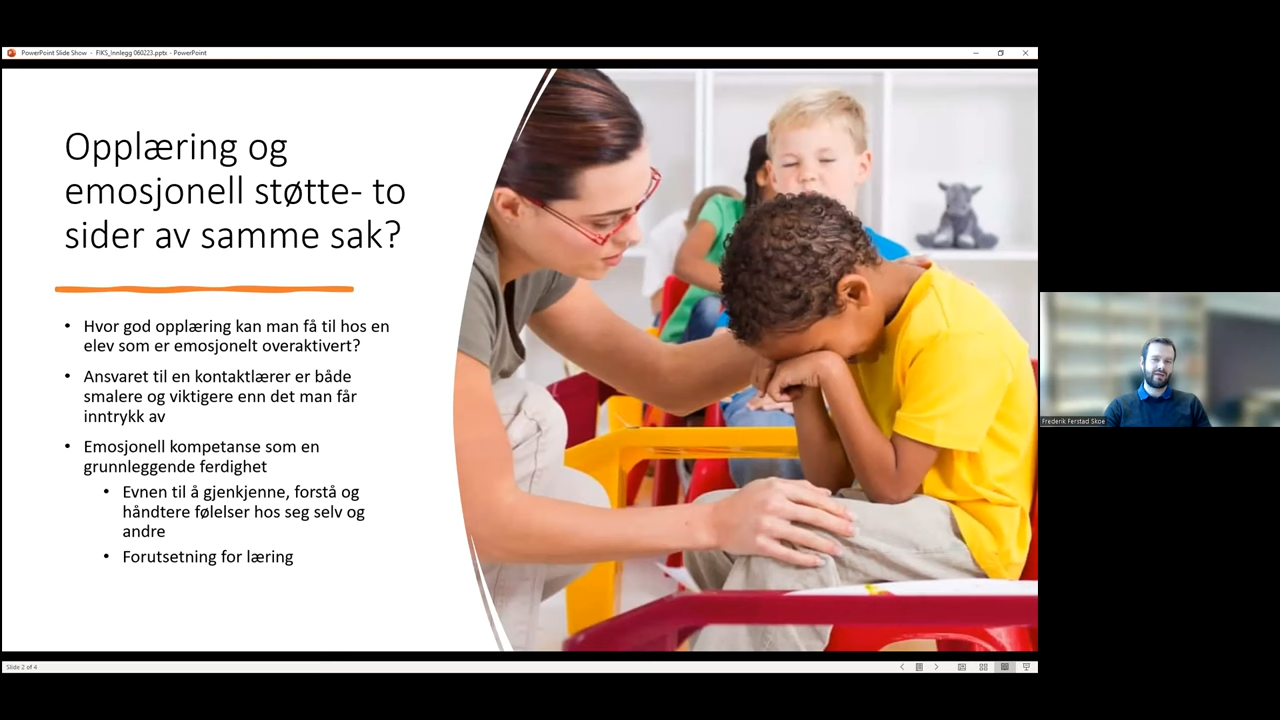 PowerPoint Slide Show - FIKS_Innlegg 060223.pptx - PowerPoint
Opplæring og
emosjonell støtte- to
sider av samme sak?
• Hvor god opplæring kan man få til hos en
elev som er emosjonelt overaktivert?
• Ansvaret til en kontaktlærer er både
smalere og viktigere enn det man får
inntrykk av
• Emosjonell kompetanse som en
grunnleggende ferdighet
• Evnen til å gjenkjenne, forstå og
håndtere følelser hos seg selv og
andre
• Forutsetning for læring
Frederik Ferstad Skoe
Slide 2 of 4